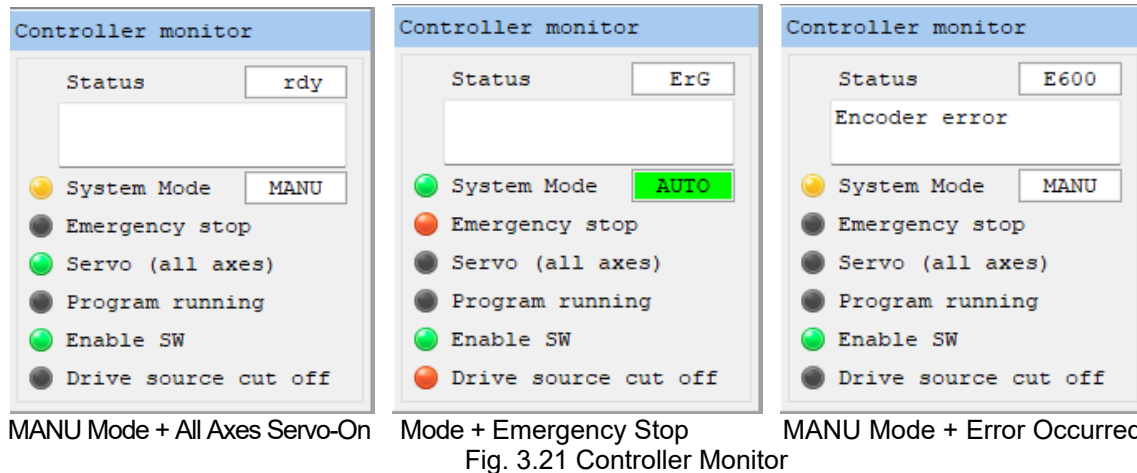 Controller monitor
Status rdy
System Mode MANU
Emergency stop
Servo (all axes)
Program running
Enable SW
Drive source cut off
MANU Mode + All Axes Servo-On
Controller monitor
Status ErG
System Mode AUTO
Emergency stop
Servo (all axes)
Program running
Enable SW
Drive source cut off
Mode + Emergency Stop
Controller monitor
Status E600
Encoder error
System Mode MANU
Emergency stop
Servo (all axes)
Program running
Enable SW
Drive source cut off
MANU Mode + Error Occurred
Fig. 3.21 Controller Monitor